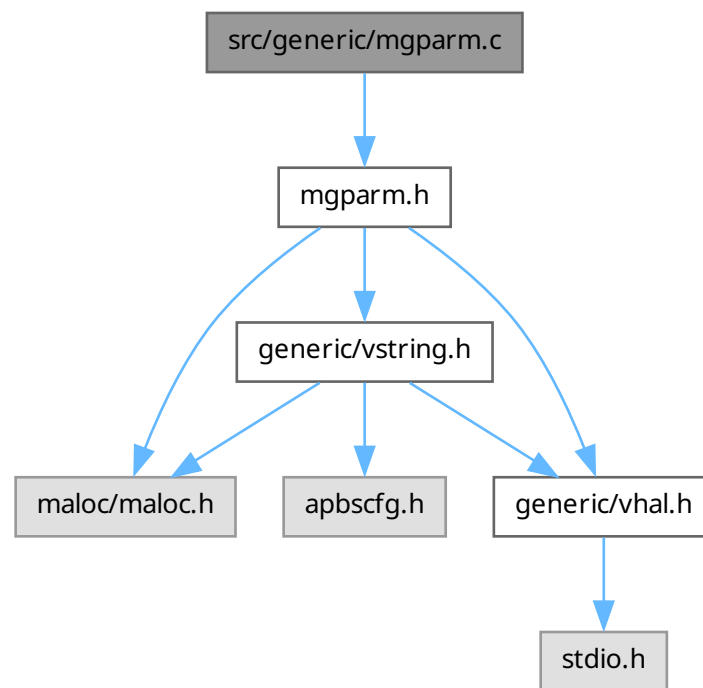 src/generic/mgparm.c
mgparm.h
generic/vstring.h
maloc/maloc.h
apbscfg.h
generic/vhal.h
stdio.h